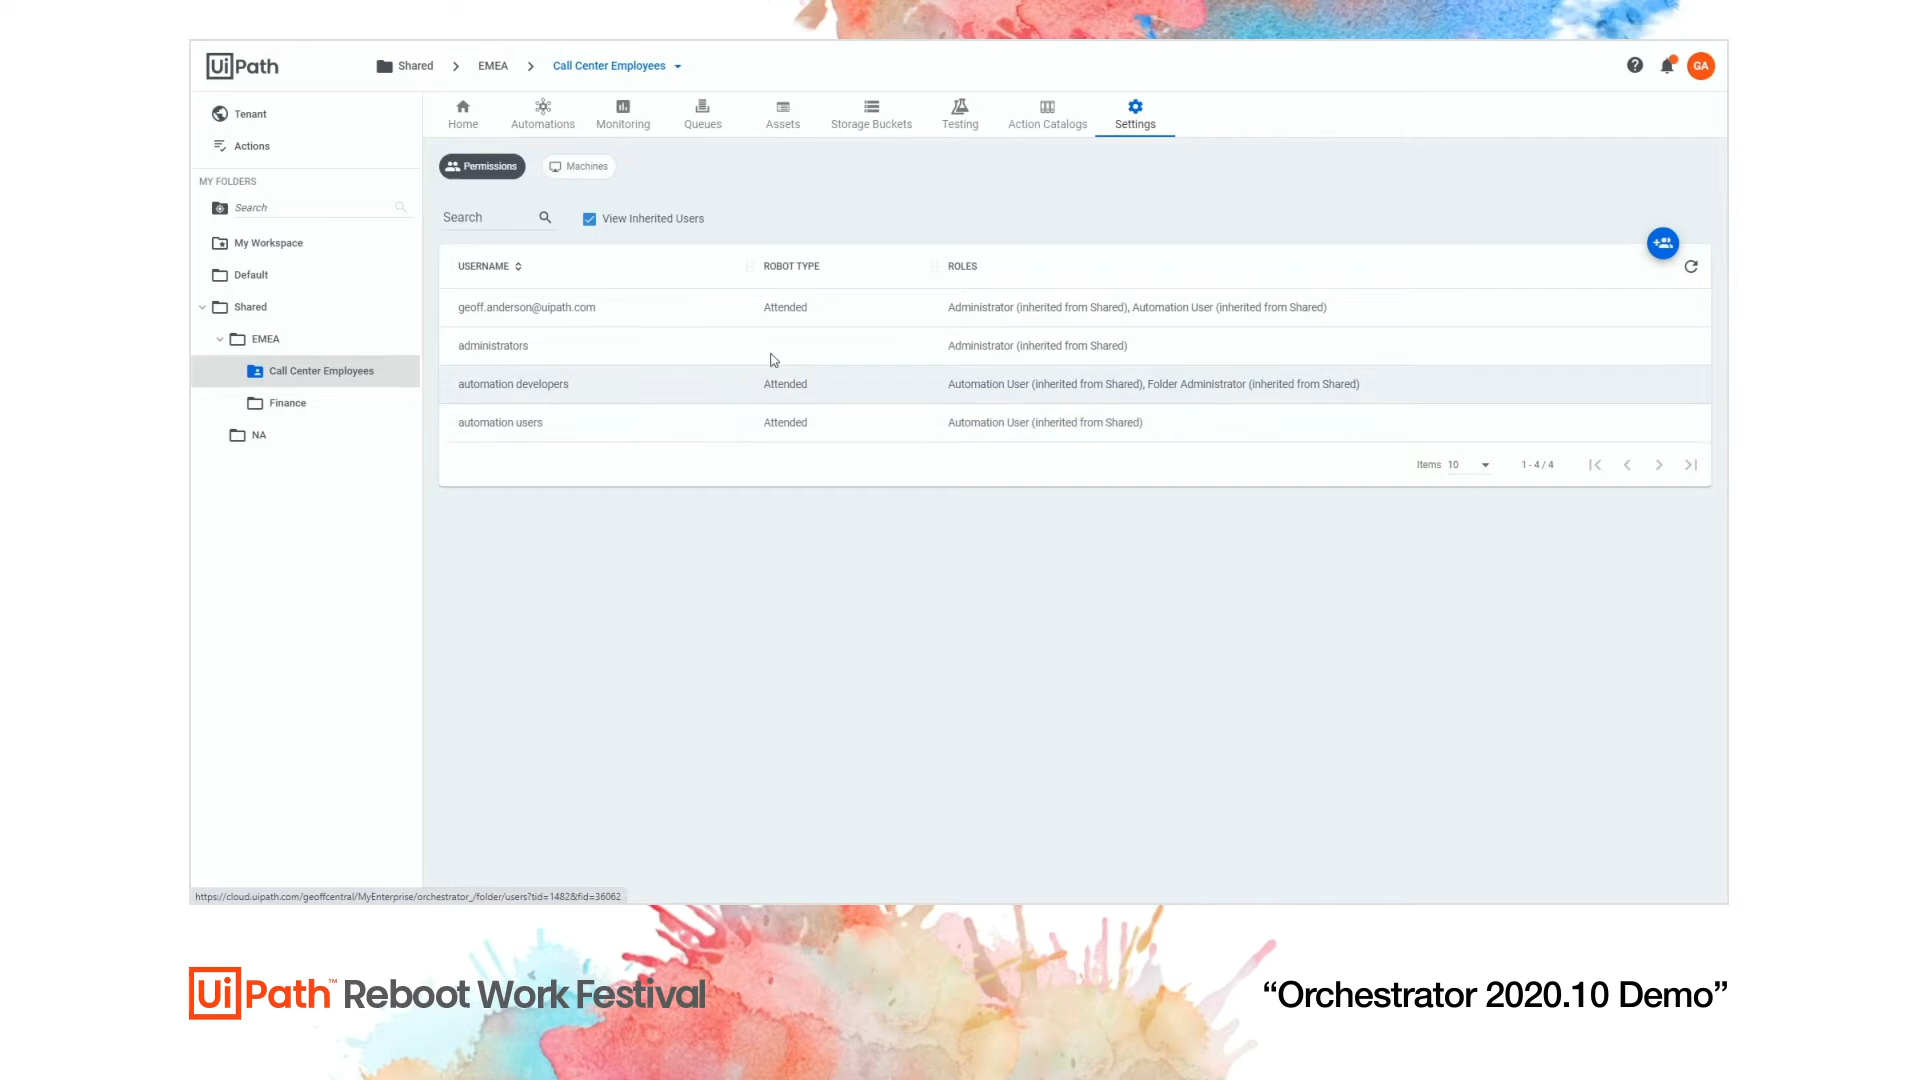 UiPath
Shared
EMEA
Call Center Employees
GA
Tenant
Actions
MY FOLDERS
Search
My Workspace
Default
Shared
EMEA
Call Center Employees
Finance
NA
Home
Automations
Monitoring
Queues
Assets
Storage Buckets
Testing
Action Catalogs
Settings
Permissions
Machines
Search
View Inherited Users
USERNAME ROBOT TYPE ROLES
geoff.anderson@uipath.com Attended Administrator (inherited from Shared), Automation User (inherited from Shared)
administrators Administrator (inherited from Shared)
automation developers Attended Automation User (inherited from Shared), Folder Administrator (inherited from Shared)
automation users Attended Automation User (inherited from Shared)
Items 10 1 - 4 / 4
https://cloud.uipath.com/geoffcentral/MyEnterprise/orchestrator_/folder/users?tid=1482&fid=36062
UiPath™ Reboot Work Festival
“Orchestrator 2020.10 Demo”